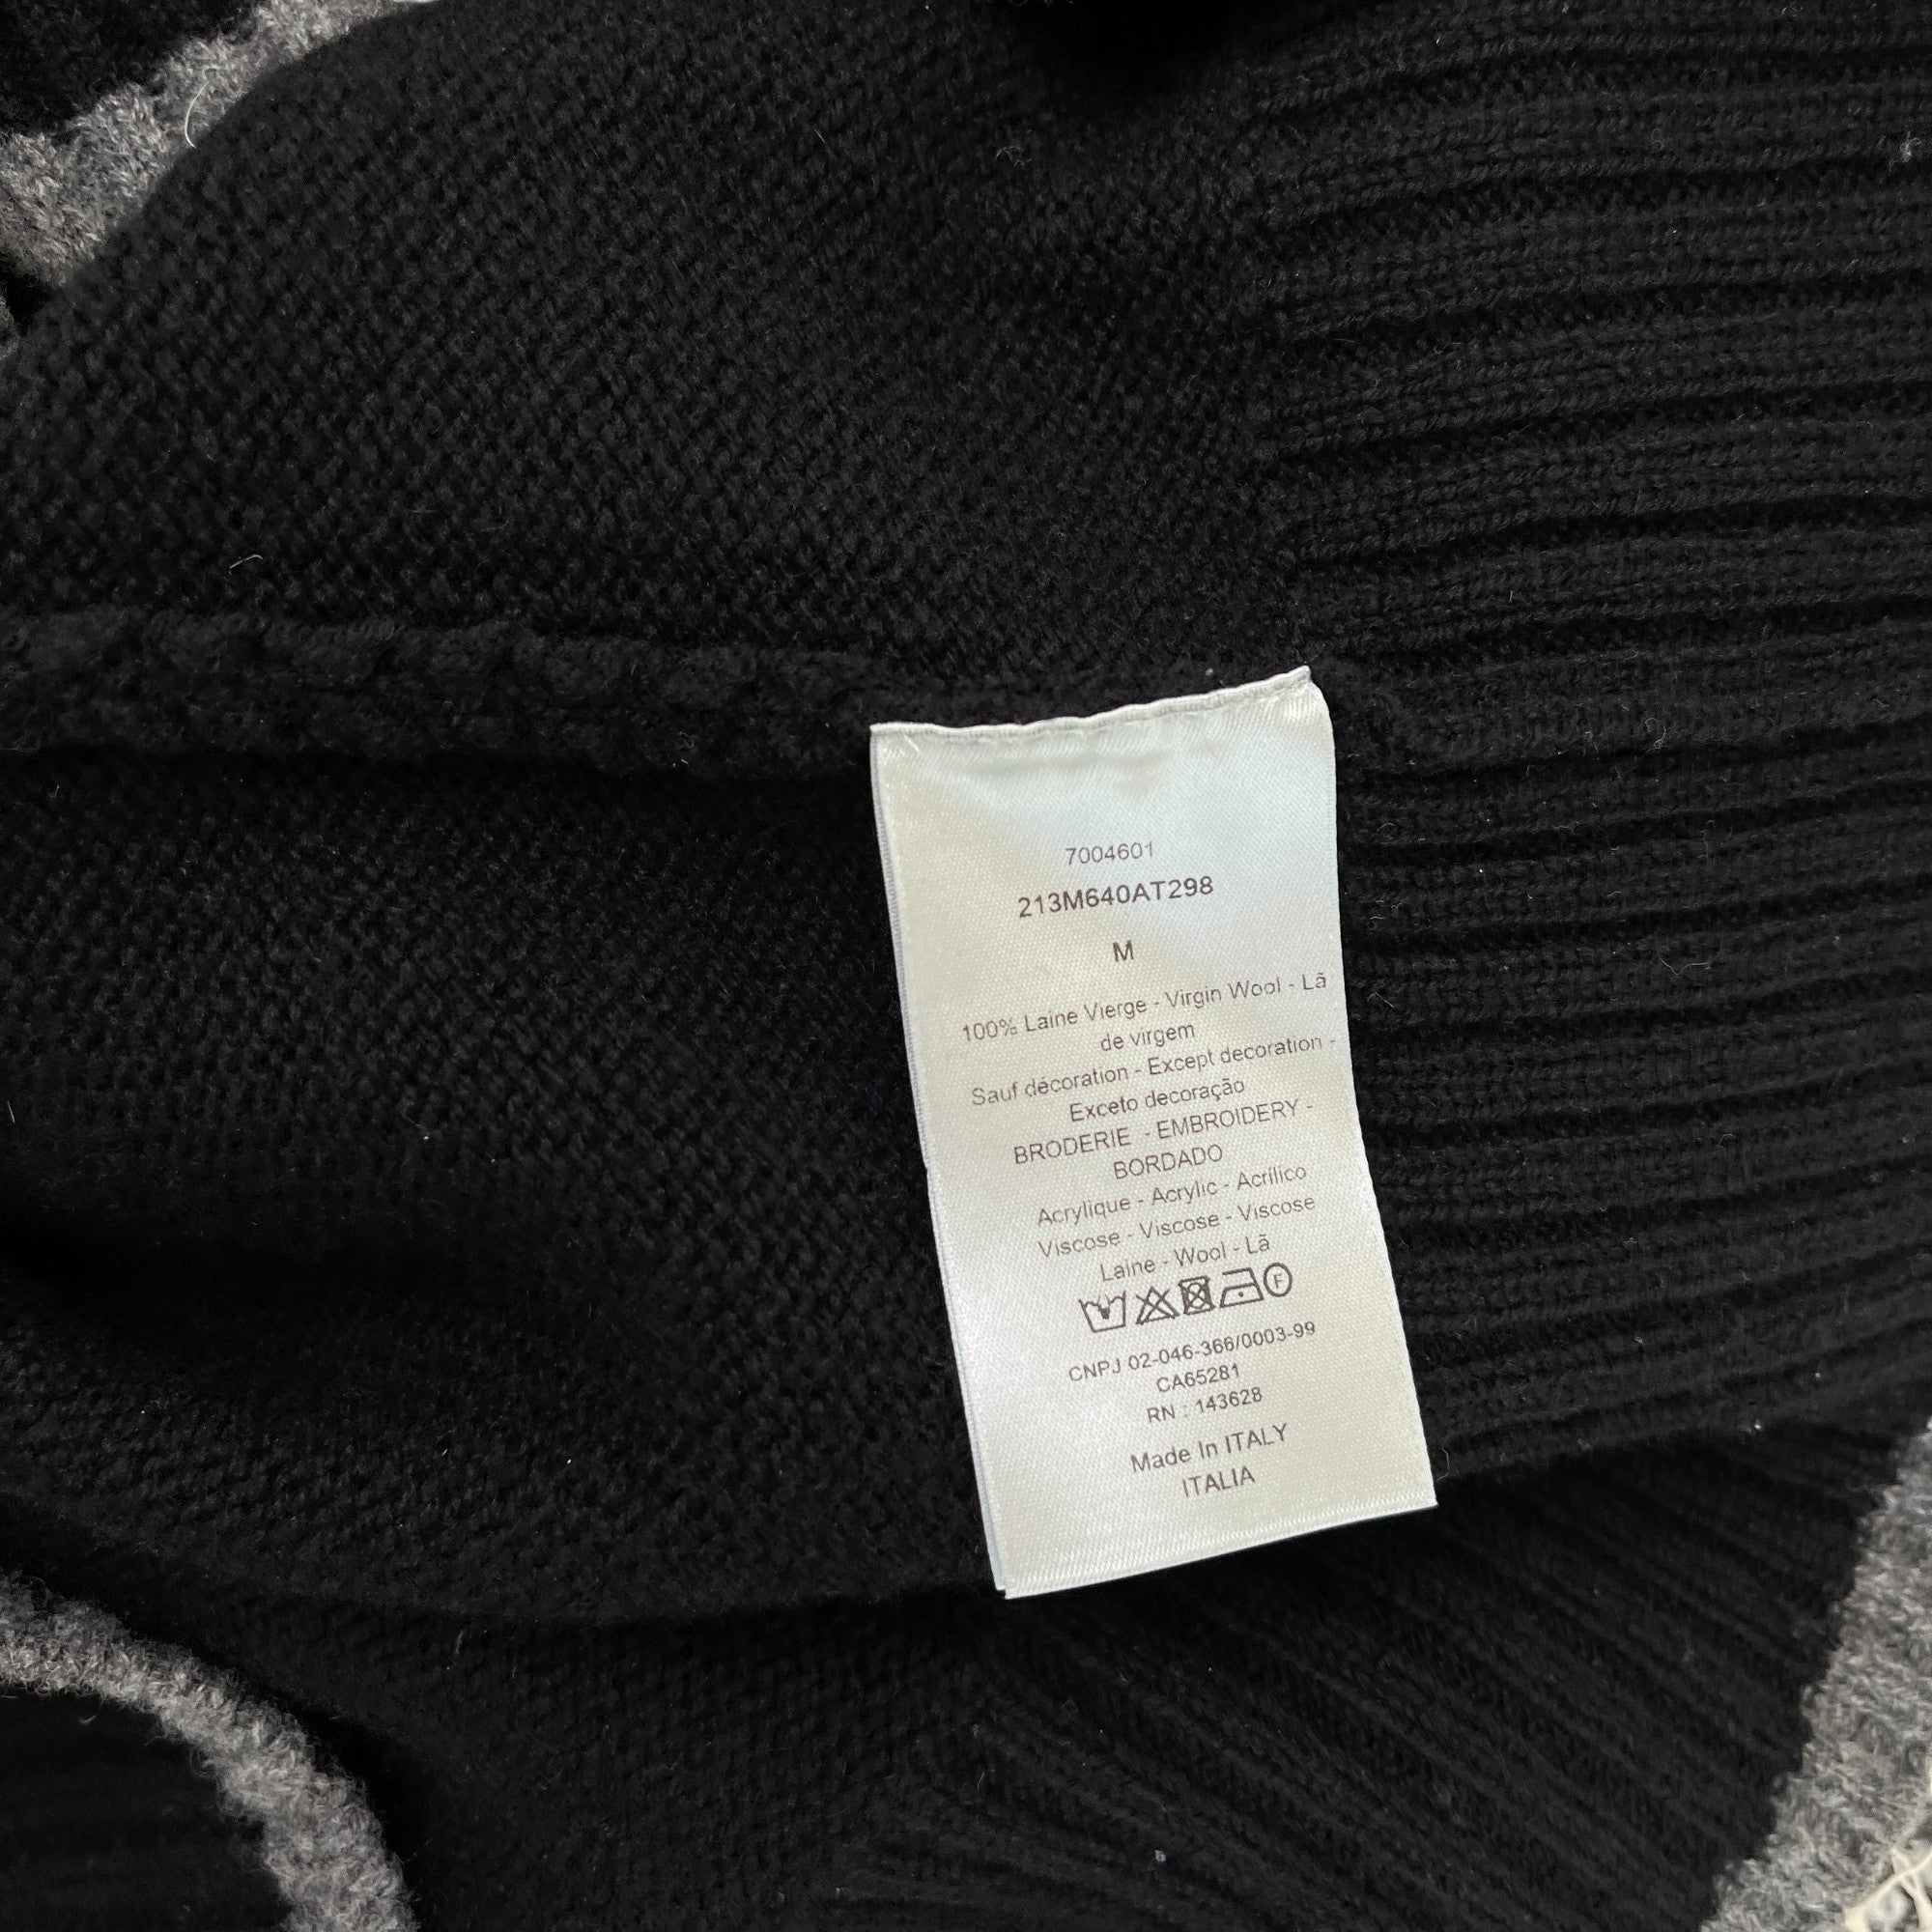 7004601
213M640AT298
M
100% Laine Vierge - Virgin Wool - Lã
de virgem
Sauf décoration - Except decoration -
Exceto decoração
BRODERIE - EMBROIDERY -
BORDADO
Acrylique - Acrylic - Acrílico
Viscose - Viscose - Viscose
Laine - Wool - Lã
F
CNPJ 02-046-366/0003-99
CA65281
RN : 143628
Made In ITALY
ITALIA